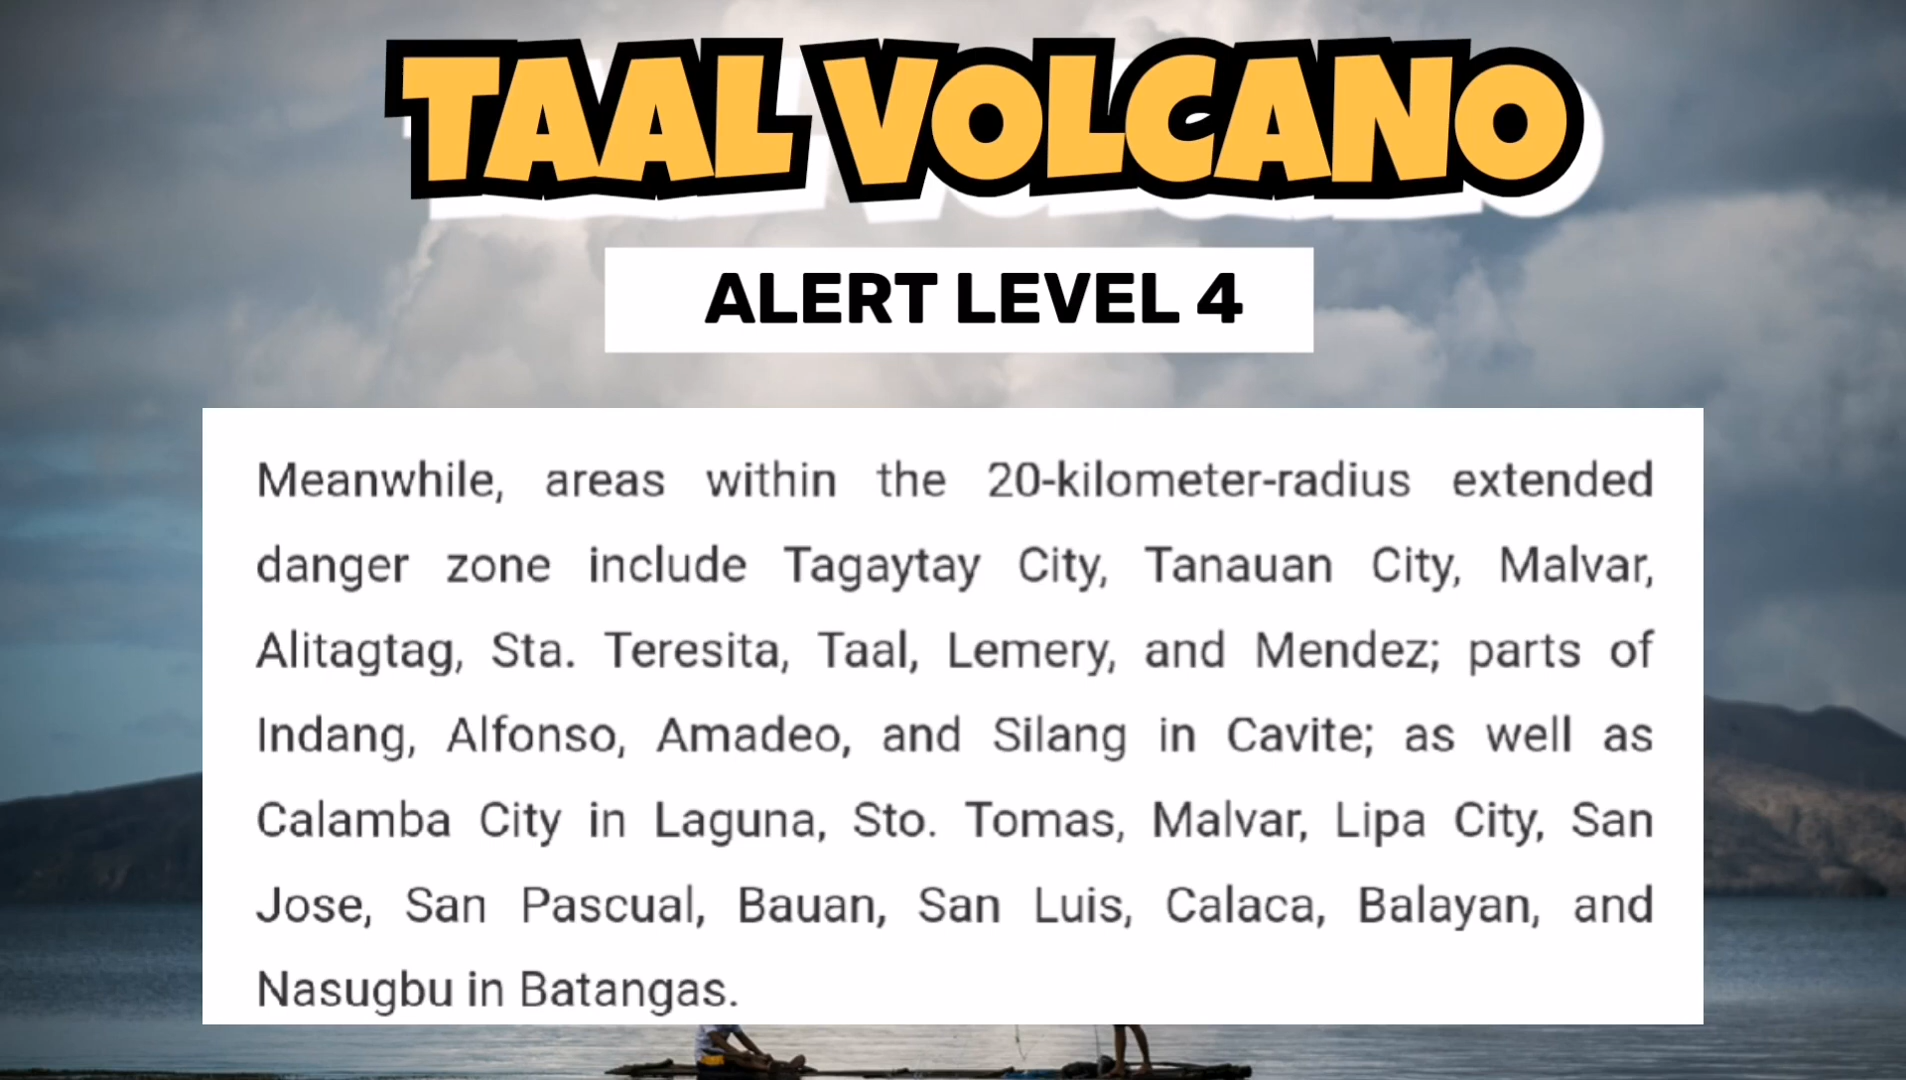 TAAL VOLCANO
ALERT LEVEL 4
Meanwhile, areas within the 20-kilometer-radius extended
danger zone include Tagaytay City, Tanauan City, Malvar,
Alitagtag, Sta. Teresita, Taal, Lemery, and Mendez; parts of
Indang, Alfonso, Amadeo, and Silang in Cavite; as well as
Calamba City in Laguna, Sto. Tomas, Malvar, Lipa City, San
Jose, San Pascual, Bauan, San Luis, Calaca, Balayan, and
Nasugbu in Batangas.